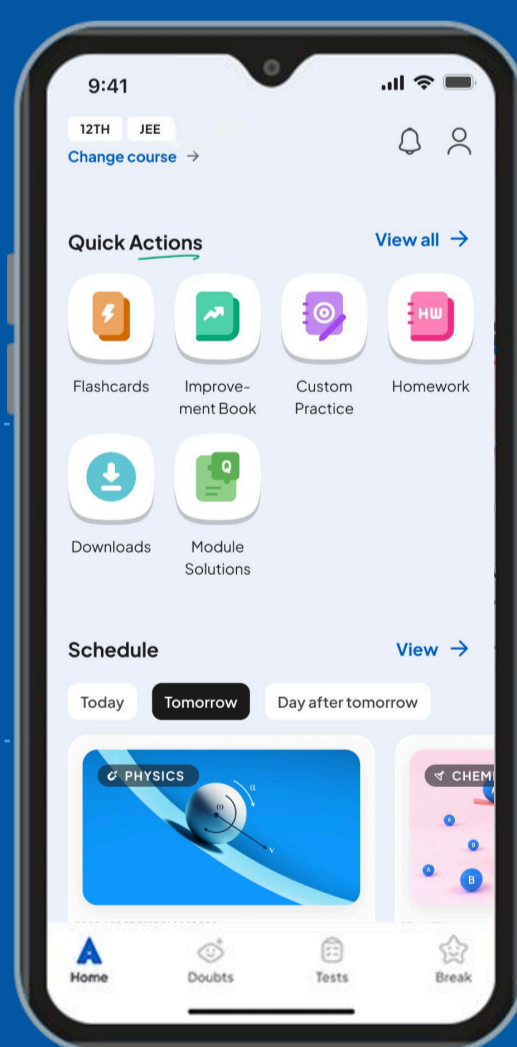 9:41
12TH JEE
Change course →
Quick Actions
View all →
HW
Q
Flashcards
Improve-
ment Book
Custom
Practice
Homework
Downloads
Module
Solutions
Schedule
View →
Today
Tomorrow
Day after tomorrow
PHYSICS
α
ω
v
CHEMI
A
A
B
A
B
Home
Doubts
Tests
Break